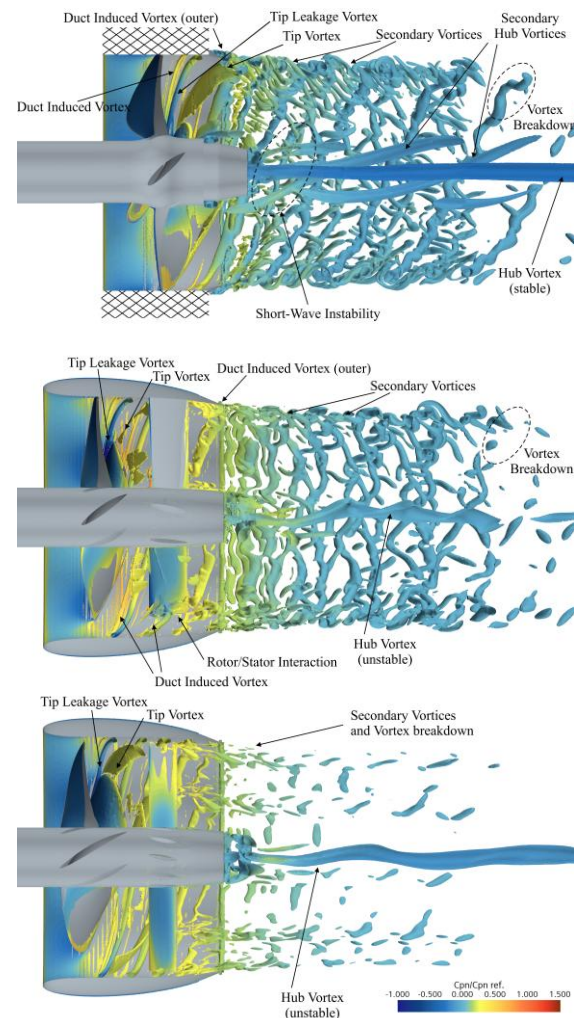 Duct Induced Vortex (outer)
Tip Leakage Vortex
Tip Vortex
Secondary Vortices
Secondary
Hub Vortices
Duct Induced Vortex
Vortex
Breakdown
Hub Vortex
(stable)
Short-Wave Instability
Tip Leakage Vortex
Tip Vortex
Duct Induced Vortex (outer)
Secondary Vortices
Vortex
Breakdown
Hub Vortex
(unstable)
Rotor/Stator Interaction
Duct Induced Vortex
Tip Leakage Vortex
Tip Vortex
Secondary Vortices
and Vortex breakdown
Hub Vortex
(unstable)
Cpn/Cpn ref.
-1.000 -0.500 0.000 0.500 1.000 1.500